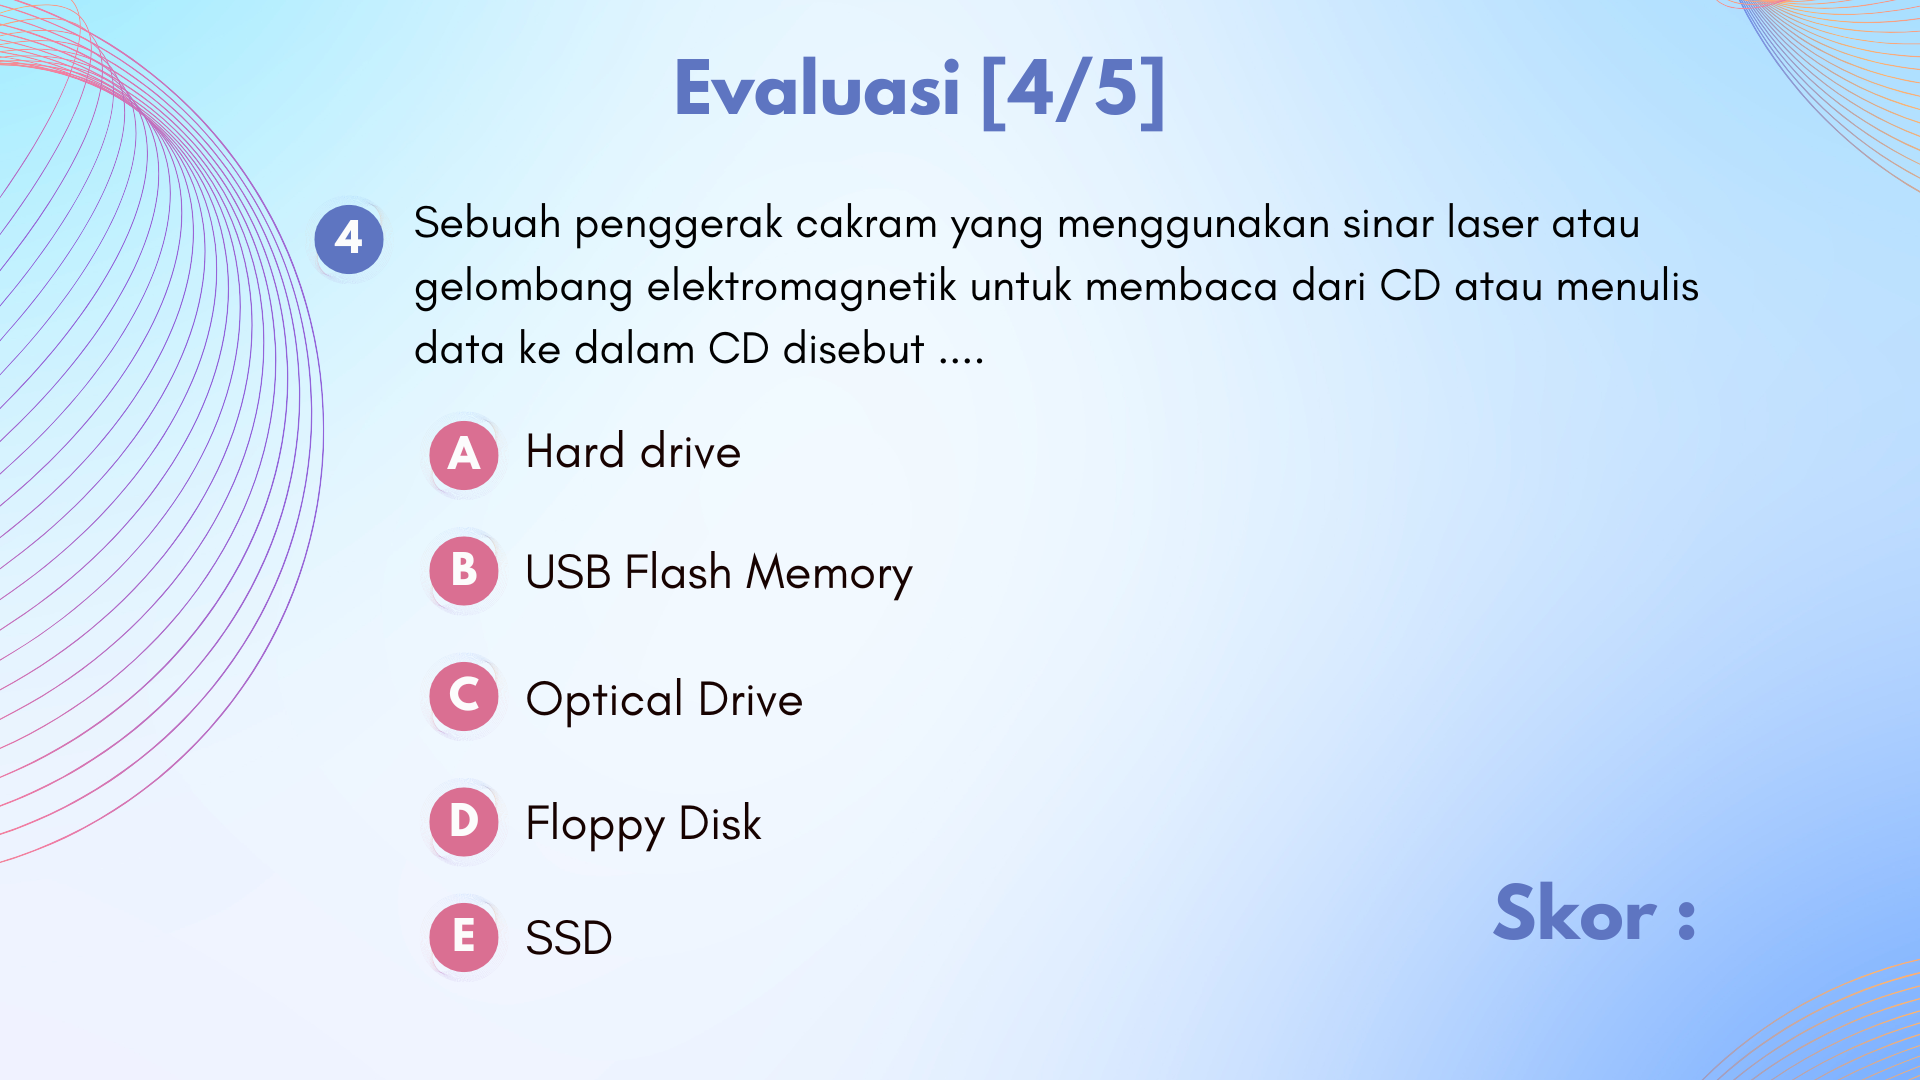 Evaluasi [4/5]
4
Sebuah penggerak cakram yang menggunakan sinar laser atau
gelombang elektromagnetik untuk membaca dari CD atau menulis
data ke dalam CD disebut ....
A Hard drive
B USB Flash Memory
C Optical Drive
D Floppy Disk
E SSD
Skor :